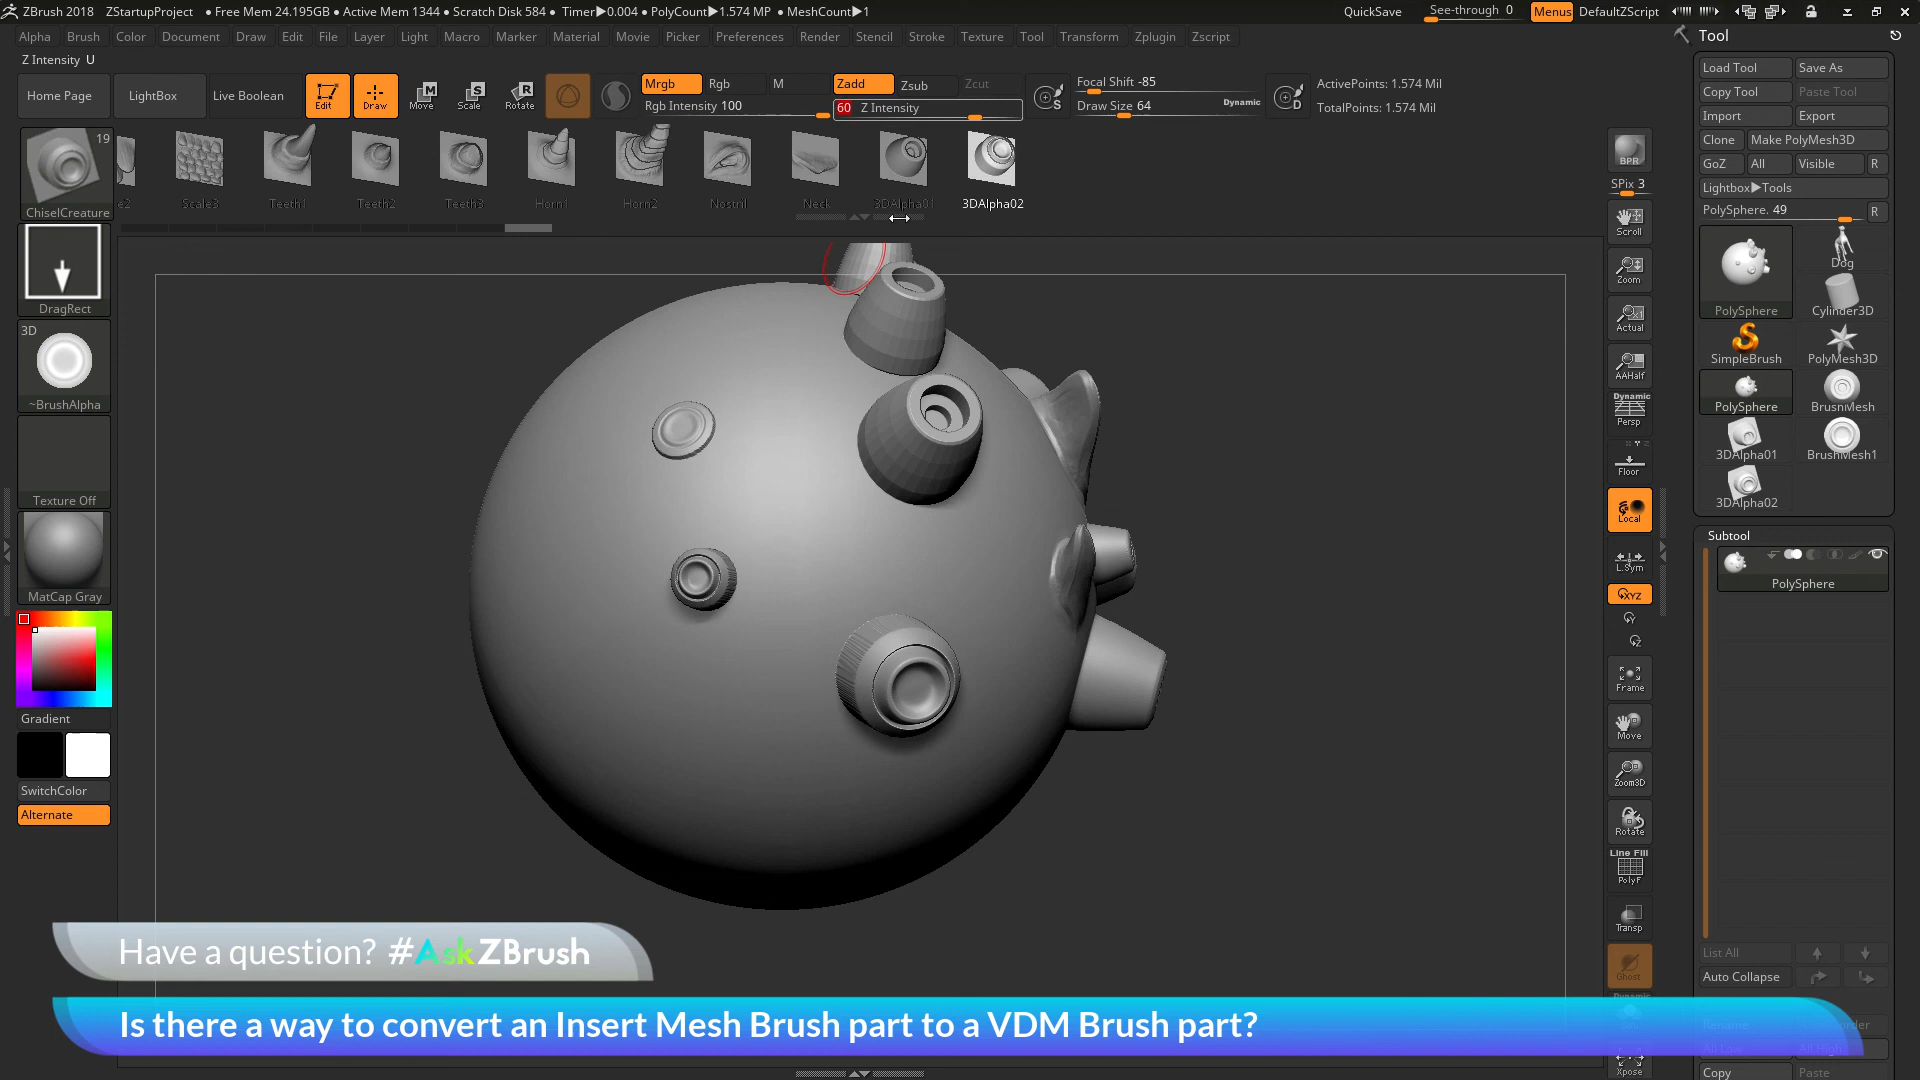 ZBrush 2018 ZStartupProject • Free Mem 24.195GB • Active Mem 1344 • Scratch Disk 584 • Timer▶0.004 • PolyCount▶1.574 MP • MeshCount▶1 QuickSave See-through 0 Menus DefaultZScript
Alpha Brush Color Document Draw Edit File Layer Light Macro Marker Material Movie Picker Preferences Render Stencil Stroke Texture Tool Transform Zplugin Zscript
Tool
Z Intensity U
Load Tool Save As
Home Page LightBox Live Boolean Edit Draw Move Scale Rotate
Mrgb Rgb M Zadd Zsub Zcut
Focal Shift -85
ActivePoints: 1.574 Mil
Rgb Intensity 100 60 Z Intensity Draw Size 64 Dynamic
TotalPoints: 1.574 Mil
Copy Tool Paste Tool
Import Export
Clone Make PolyMesh3D
GoZ All Visible R
Lightbox▶Tools
PolySphere. 49 R
19
ChiselCreature
Scale3 Teeth1 Teeth2 Teeth3 Horn1 Horn2 Nostril Neck 3DAlpha01 3DAlpha02
BPR
SPix 3
Scroll
Zoom
Actual
AAHalf
Dynamic
Persp
Floor
Local
L.Sym
XYZ
Frame
Move
Zoom3D
Rotate
Line Fill
PolyF
Transp
Ghost
Dynamic
Xpose
DragRect
3D
~BrushAlpha
Texture Off
MatCap Gray
Gradient
SwitchColor
Alternate
PolySphere Dog
Cylinder3D
SimpleBrush PolyMesh3D
PolySphere BrushMesh
3DAlpha01 BrushMesh1
3DAlpha02
Subtool
PolySphere
List All
Auto Collapse
Rename
All Low All High
Copy Paste
Have a question? #AskZBrush
Is there a way to convert an Insert Mesh Brush part to a VDM Brush part?